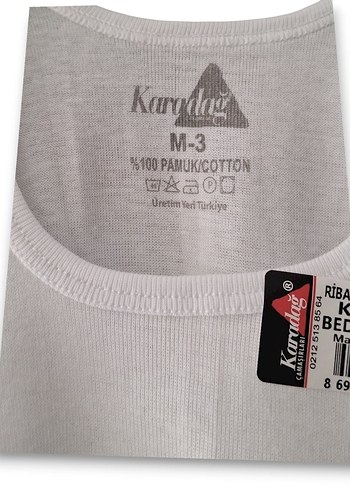 Karadağ
M-3
%100 PAMUK/COTTON
Üretim Yeri Türkiye
Karadağ®
ÇAMAŞIRLARI
0212 513 85 64
RİBA
K
BED
Ma
8 69